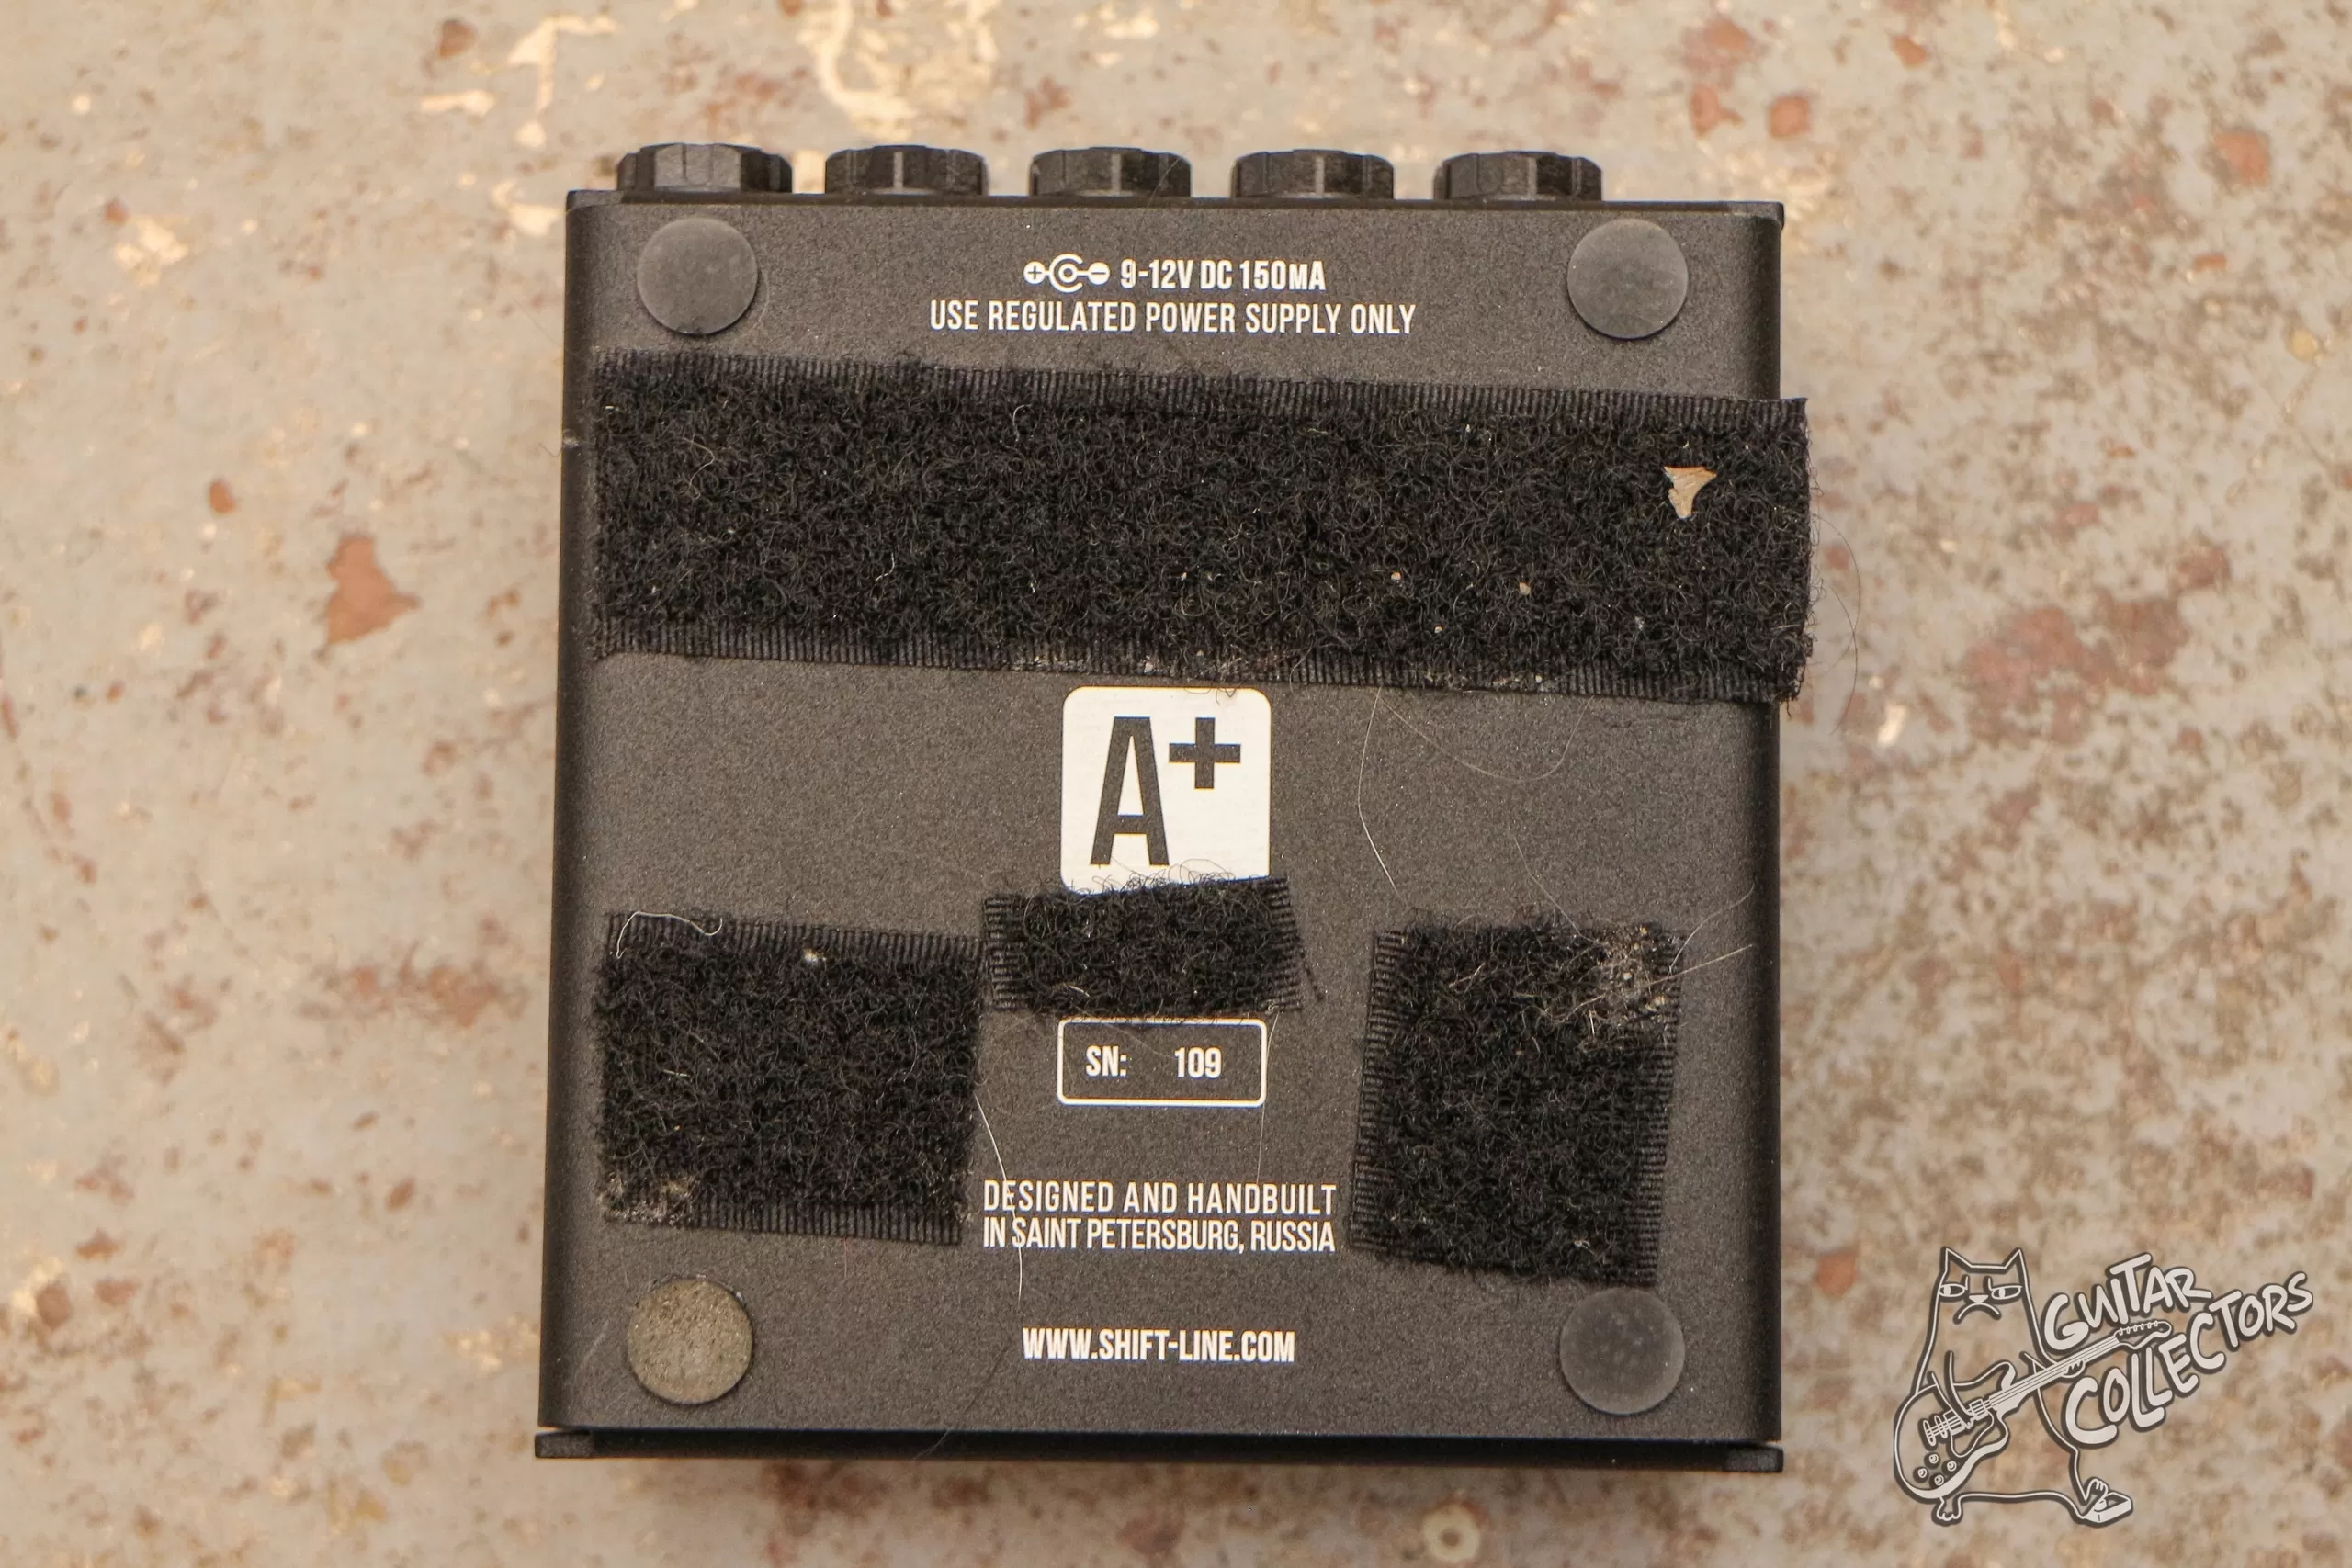 9-12V DC 150MA
USE REGULATED POWER SUPPLY ONLY
A+
SN: 109
DESIGNED AND HANDBUILT
IN SAINT PETERSBURG, RUSSIA
WWW.SHIFT-LINE.COM
GUITAR
COLLECTORS